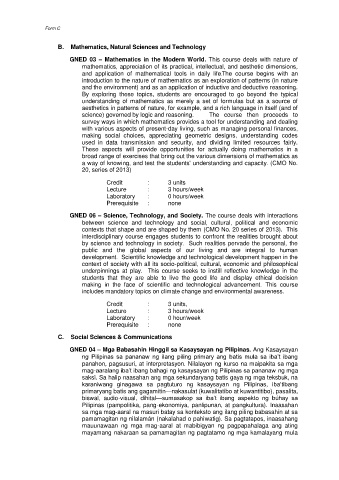 Form C
B. Mathematics, Natural Sciences and Technology
GNED 03 – Mathematics in the Modern World. This course deals with nature of
mathematics, appreciation of its practical, intellectual, and aesthetic dimensions,
and application of mathematical tools in daily life.The course begins with an
introduction to the nature of mathematics as an exploration of patterns (in nature
and the environment) and as an application of inductive and deductive reasoning.
By exploring these topics, students are encouraged to go beyond the typical
understanding of mathematics as merely a set of formulas but as a source of
aesthetics in patterns of nature, for example, and a rich language in itself (and of
science) governed by logic and reasoning. The course then proceeds to
survey ways in which mathematics provides a tool for understanding and dealing
with various aspects of present-day living, such as managing personal finances,
making social choices, appreciating geometric designs, understanding codes
used in data transmission and security, and dividing limited resources fairly.
These aspects will provide opportunities for actually doing mathematics in a
broad range of exercises that bring out the various dimensions of mathematics as
a way of knowing, and test the students' understanding and capacity. (CMO No.
20, series of 2013)
Credit : 3 units
Lecture : 3 hours/week
Laboratory : 0 hours/week
Prerequisite : none
GNED 06 – Science, Technology, and Society. The course deals with interactions
between science and technology and social, cultural, political and economic
contexts that shape and are shaped by them (CMO No. 20 series of 2013). This
interdisciplinary course engages students to confront the realities brought about
by science and technology in society. Such realities pervade the personal, the
public and the global aspects of our living and are integral to human
development. Scientific knowledge and technological development happen in the
context of society with all its socio-political, cultural, economic and philosophical
underpinnings at play. This course seeks to instill reflective knowledge in the
students that they are able to live the good life and display ethical decision
making in the face of scientific and technological advancement. This course
includes mandatory topics on climate change and environmental awareness.
Credit : 3 units,
Lecture : 3 hours/week
Laboratory : 0 hour/week
Prerequisite : none
C. Social Sciences & Communications
GNED 04 – Mga Babasahin Hinggil sa Kasaysayan ng Pilipinas. Ang Kasaysayan
ng Pilipinas sa pananaw ng ilang piling primary ang batis mula sa iba't ibang
panahon, pagsusuri, at interpretasyon. Nilalayon ng kurso na maipakita sa mga
mag-aaralang iba't ibang bahagi ng kasaysayan ng Pilipinas sa pananaw ng mga
saksi. Sa halip naasahan ang mga sekundaryang batis gaya ng mga teksbuk, na
karaniwang ginagawa sa pagtuturo ng kasaysayan ng Pilipinas, iba'tibang
primaryang batis ang gagamitin—nakasulat (kuwalitatibo at kuwantitibo), pasalita,
biswal, audio-visual, dihital—sumasakop sa iba't ibang aspekto ng buhay sa
Pilipinas (pampolitika, pang-ekonomiya, panlipunan, at pangkultura). Inaasahan
sa mga mag-aaral na masuri batay sa konteksto ang ilang piling babasahin at sa
pamamagitan ng nilalaman (nakalahad o pahiwatig). Sa pagtatapos, inaasahang
mauunawaan ng mga mag-aaral at mabibigyan ng pagpapahalaga ang ating
mayamang nakaraan sa pamamagitan ng pagtatamo ng mga kamalayang mula